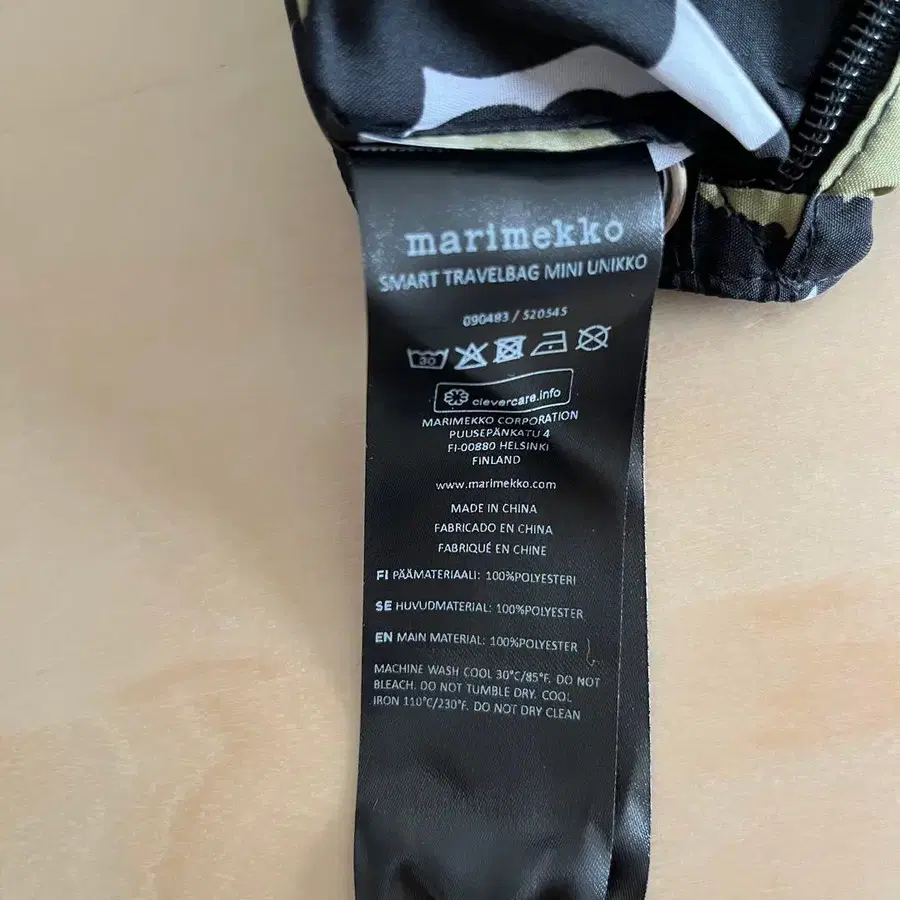 marimekko
SMART TRAVELBAG MINI UNIKKO
090483 / 520545
30
clevercare.info
MARIMEKKO CORPORATION
PUUSEPÄNKATU 4
FI-00880 HELSINKI
FINLAND
www.marimekko.com
MADE IN CHINA
FABRICADO EN CHINA
FABRIQUÉ EN CHINE
FI PÄÄMATERIAALI: 100%POLYESTERI
SE HUVUDMATERIAL: 100%POLYESTER
EN MAIN MATERIAL: 100%POLYESTER
MACHINE WASH COOL 30°C/85°F. DO NOT
BLEACH. DO NOT TUMBLE DRY. COOL
IRON 110°C/230°F. DO NOT DRY CLEAN